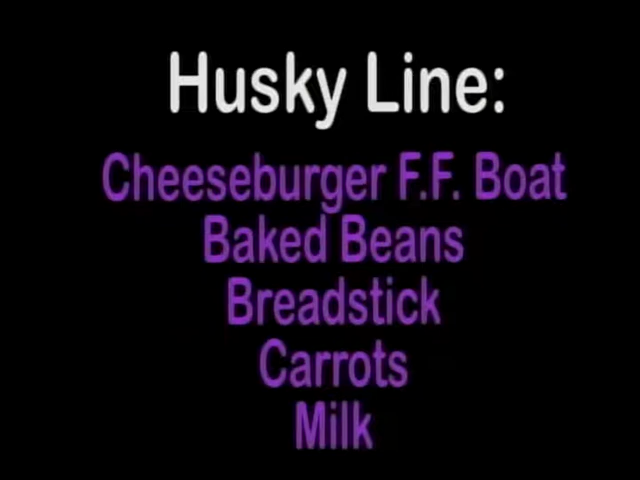 Husky Line:
Cheeseburger F.F. Boat
Baked Beans
Breadstick
Carrots
Milk